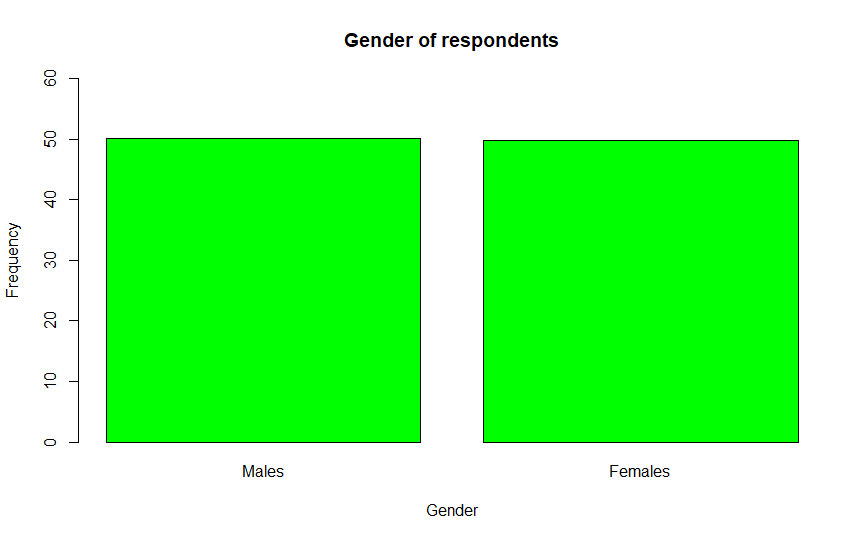 Gender of respondents
60
50
40
30
20
10
0
Frequency
Males Females
Gender